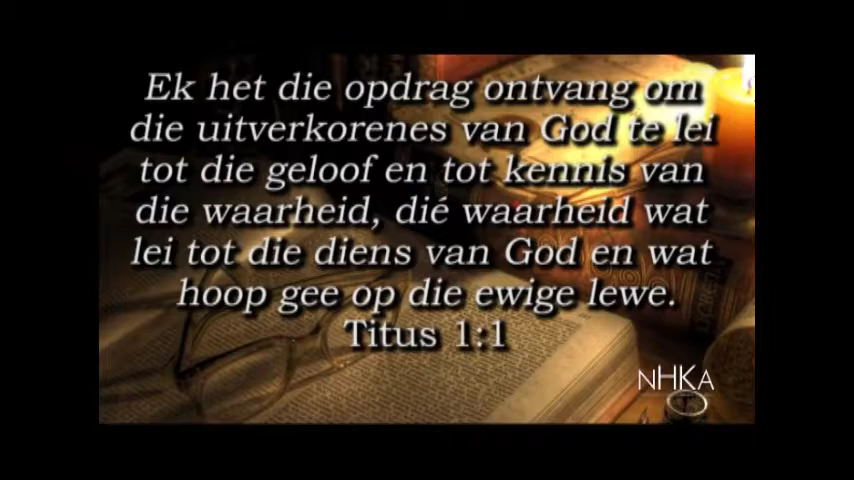 Ek het die opdrag ontvang om
die uitverkorenes van God te lei
tot die geloof en tot kennis van
die waarheid, dié waarheid wat
lei tot die diens van God en wat
hoop gee op die ewige lewe.
Titus 1:1
NHKA